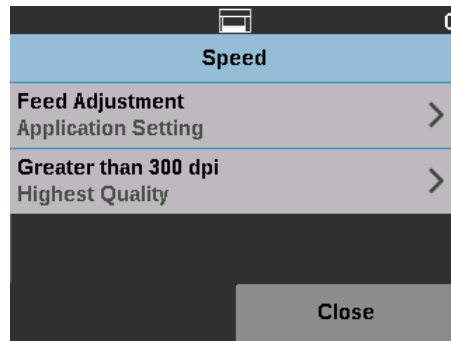 Speed
Feed Adjustment
Application Setting
Greater than 300 dpi
Highest Quality
Close